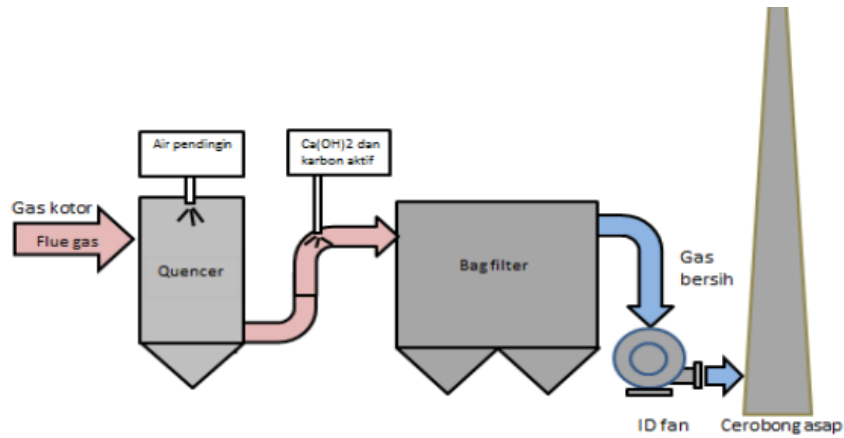 Air pendingin
Ca(OH)2 dan
karbon aktif
Gas kotor
Flue gas
Quencer
Bag filter
Gas
bersih
ID fan
Cerobong asap